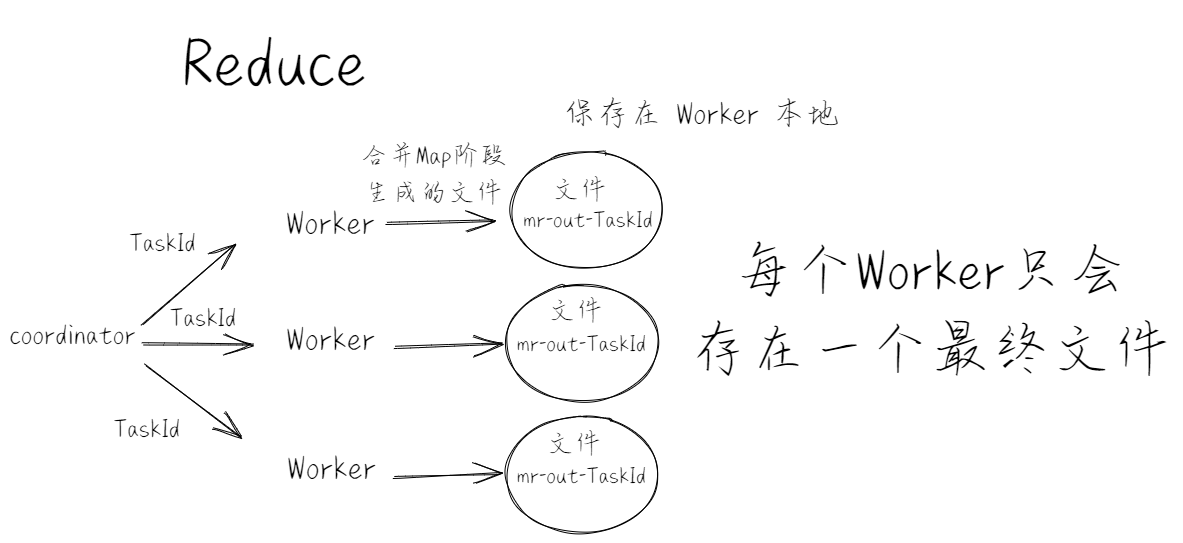 Reduce
保存在 Worker 本地
合并Map阶段
生成的文件
文件
mr-out-TaskId
Worker
TaskId
每个Worker只会
存在一个最终文件
TaskId
coordinator
Worker
文件
mr-out-TaskId
TaskId
Worker
文件
mr-out-TaskId